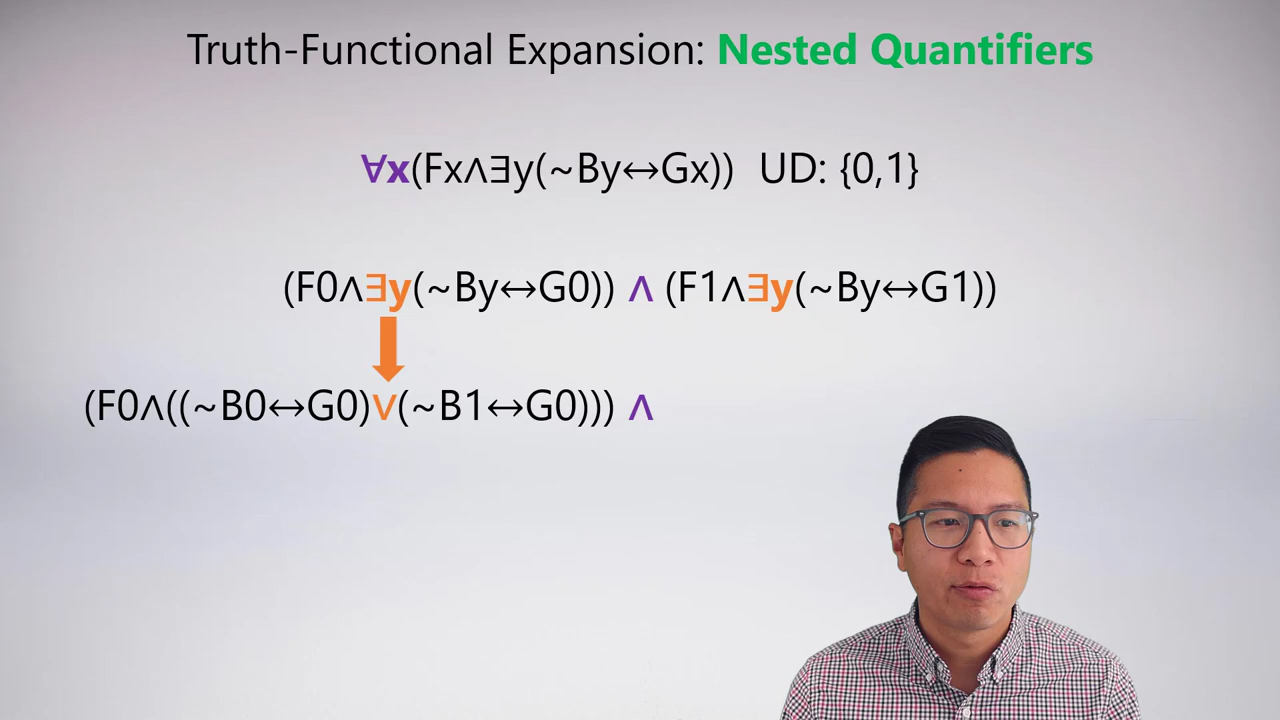 Truth-Functional Expansion: Nested Quantifiers
∀x(Fx∧∃y(~By↔Gx)) UD: {0,1}
(F0∧∃y(~By↔G0)) ∧ (F1∧∃y(~By↔G1))
(F0∧((~B0↔G0)∨(~B1↔G0))) ∧